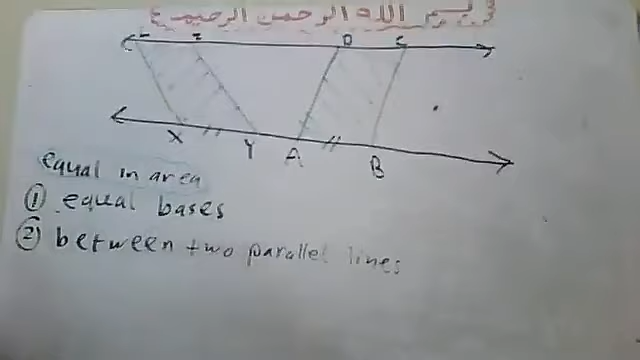 بسم الله الرحمن الرحيم
L Z D C
X Y A B
equal in area
① equal bases
② between two parallel lines